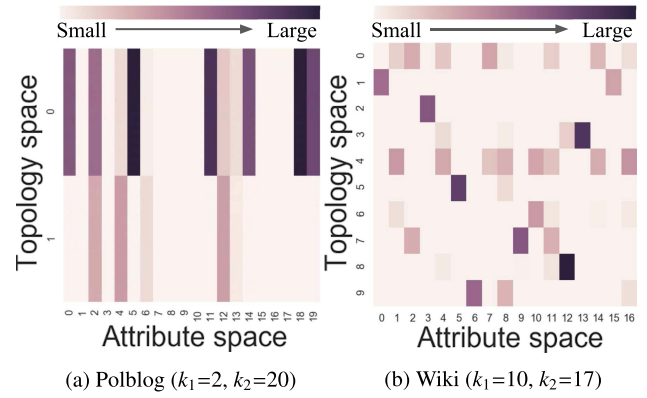 Small Large
Topology space
0
1
0 1 2 3 4 5 6 7 8 9 10 11 12 13 14 15 16 17 18 19
Attribute space
(a) Polblog (k₁=2, k₂=20)
Small Large
Topology space
0
1
2
3
4
5
6
7
8
9
0 1 2 3 4 5 6 7 8 9 10 11 12 13 14 15 16
Attribute space
(b) Wiki (k₁=10, k₂=17)